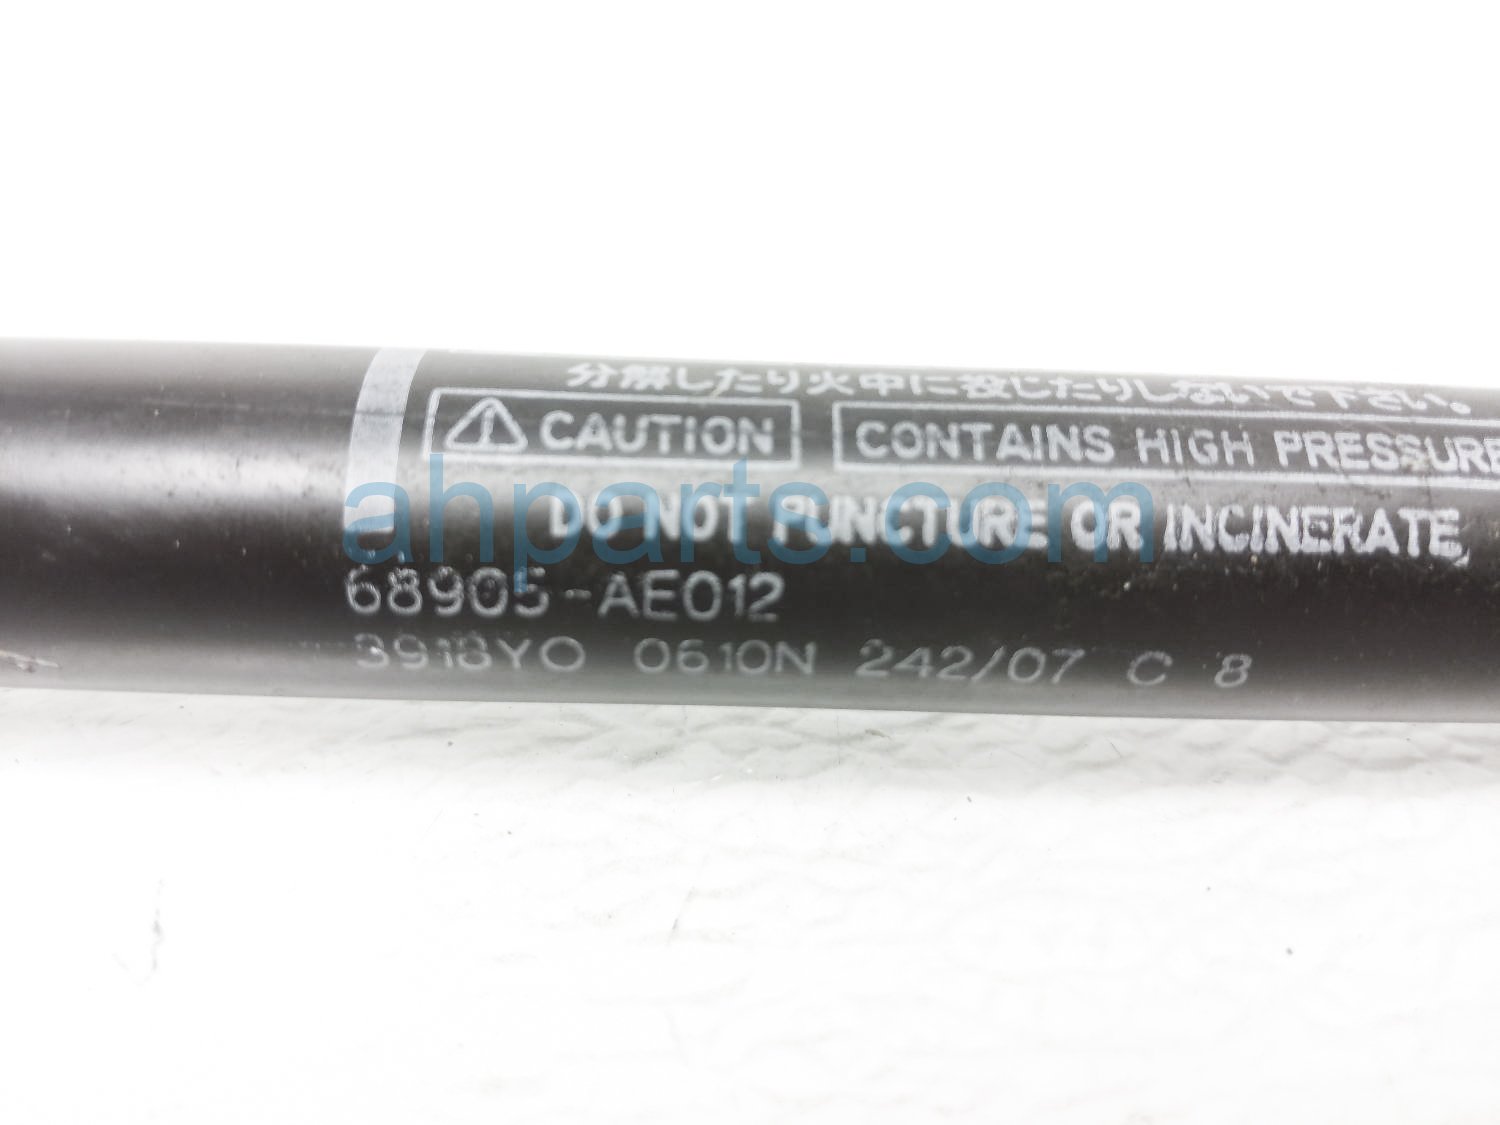 分解したり火中に投じたりしないで下さい。
⚠ CAUTION CONTAINS HIGH PRESSURE
DO NOT PUNCTURE OR INCINERATE,
68905-AE012
3918YO 0610N 242/07 C 8
ahparts.com